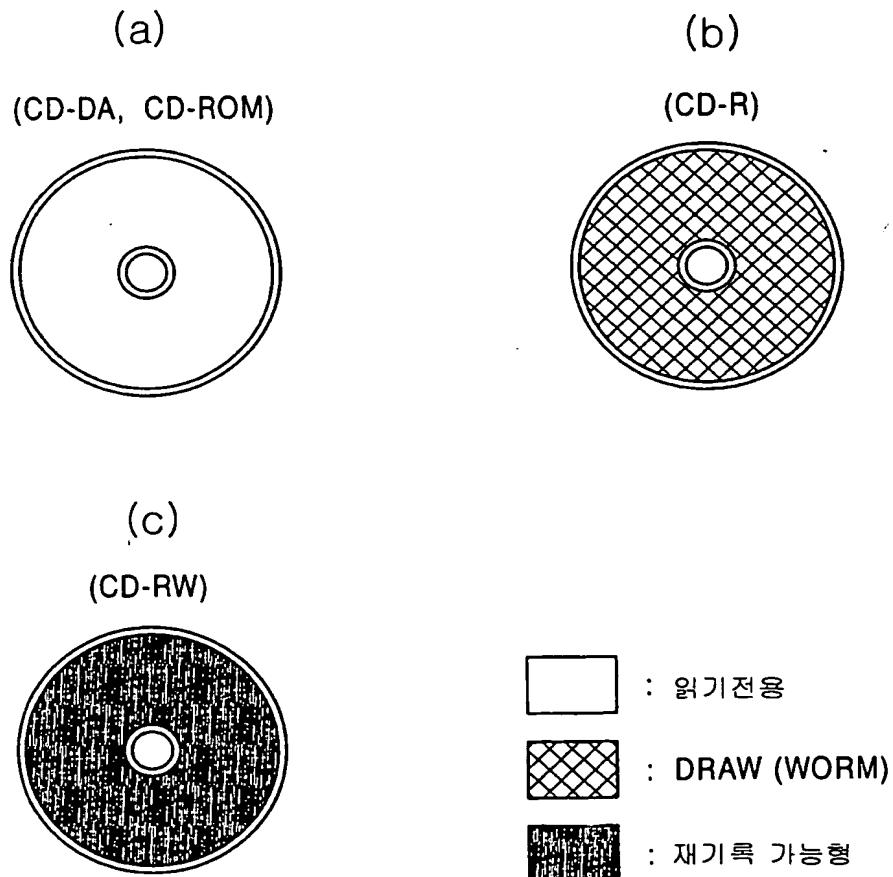 (a)
(CD-DA, CD-ROM)
(b)
(CD-R)
(c)
(CD-RW)
: 읽기전용
: DRAW (WORM)
: 재기록 가능형